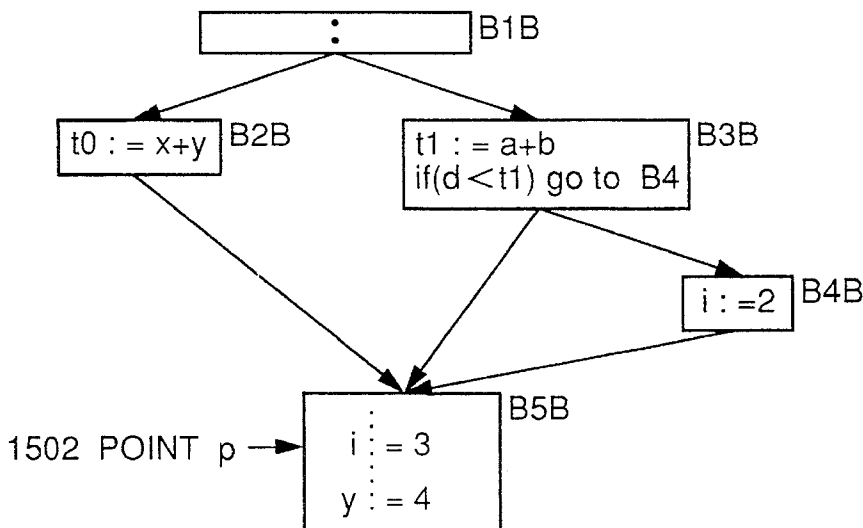 B1B
t0 : = x+y B2B
t1 : = a+b B3B
if(d <t1) go to B4
i : =2 B4B
B5B
1502 POINT p
i : = 3
y : = 4